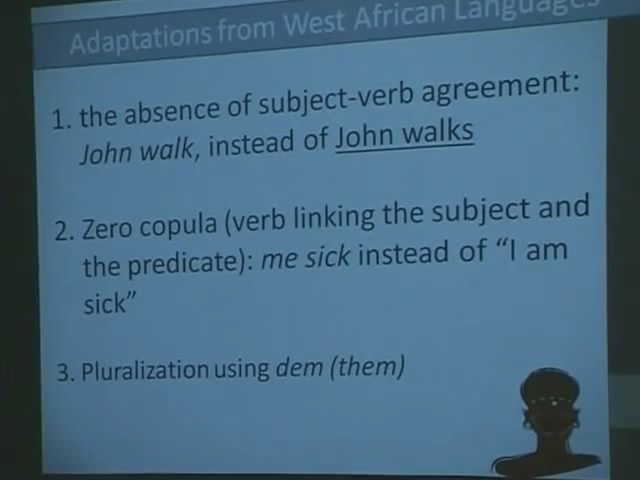 Adaptations from West African Languages
1. the absence of subject-verb agreement:
John walk, instead of John walks
2. Zero copula (verb linking the subject and
the predicate): me sick instead of “I am
sick”
3. Pluralization using dem (them)